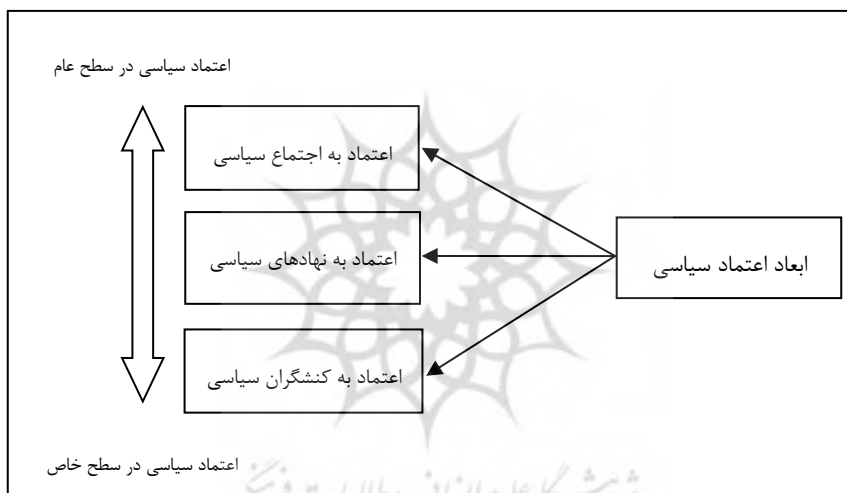 اعتماد سیاسی در سطح عام
اعتماد به اجتماع سیاسی
اعتماد به نهادهای سیاسی
ابعاد اعتماد سیاسی
اعتماد به کنشگران سیاسی
اعتماد سیاسی در سطح خاص